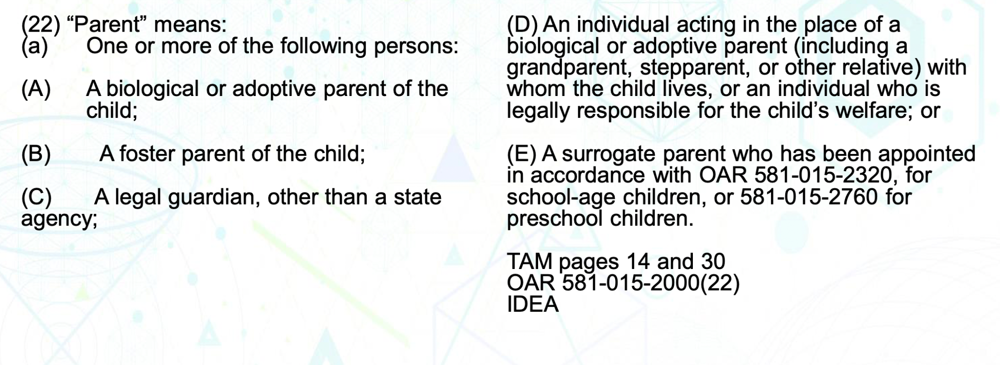 (22) “Parent” means:
(a) One or more of the following persons:
(A) A biological or adoptive parent of the
child;
(B) A foster parent of the child;
(C) A legal guardian, other than a state
agency;
(D) An individual acting in the place of a
biological or adoptive parent (including a
grandparent, stepparent, or other relative) with
whom the child lives, or an individual who is
legally responsible for the child’s welfare; or
(E) A surrogate parent who has been appointed
in accordance with OAR 581-015-2320, for
school-age children, or 581-015-2760 for
preschool children.
TAM pages 14 and 30
OAR 581-015-2000(22)
IDEA